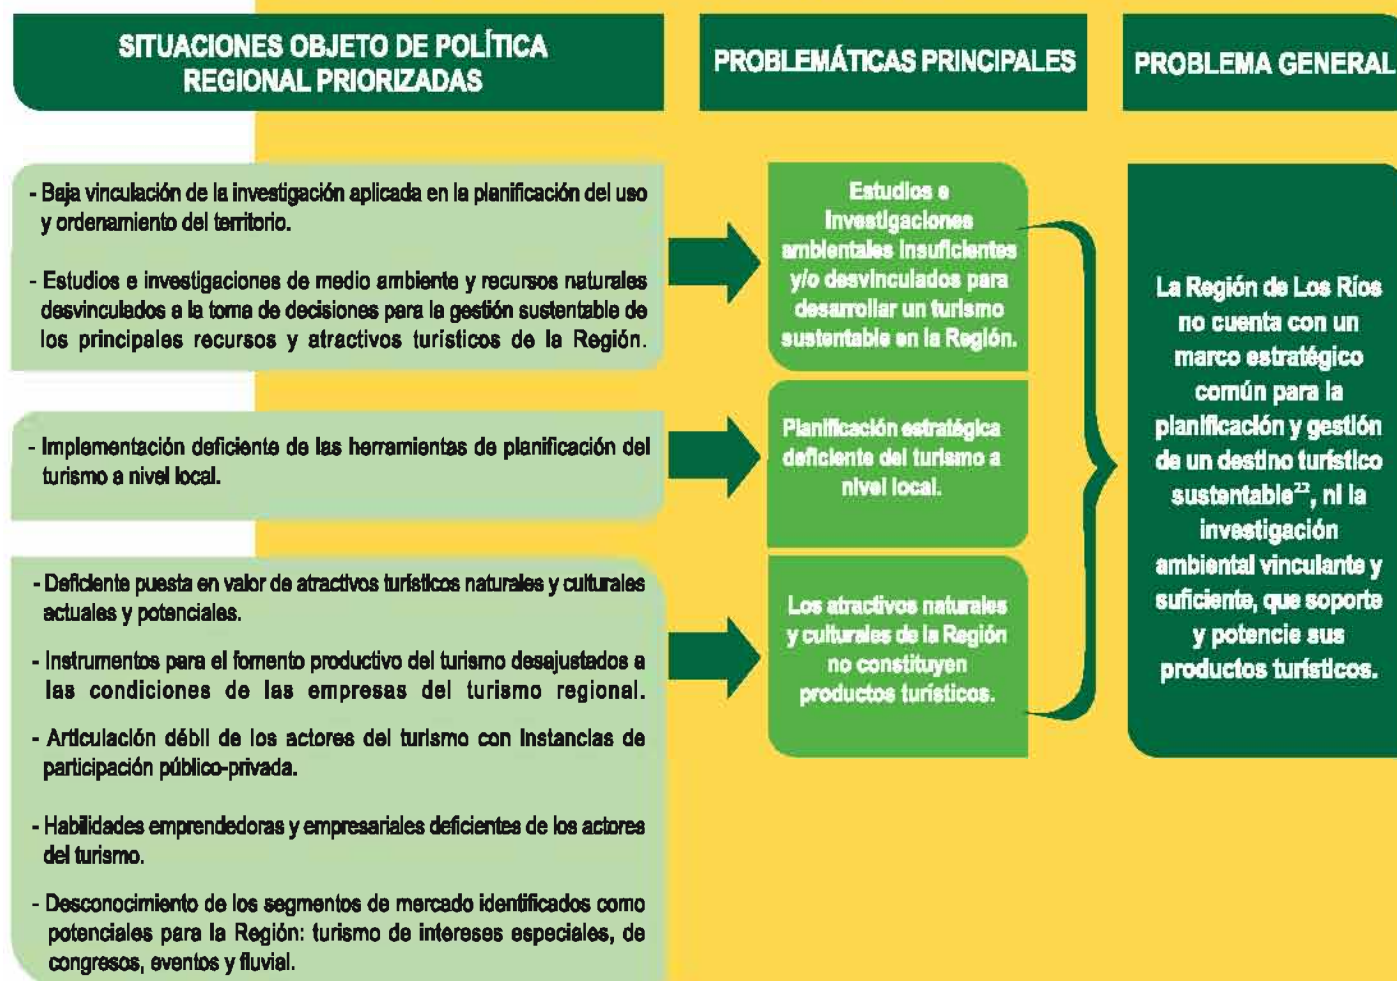 SITUACIONES OBJETO DE POLÍTICA
REGIONAL PRIORIZADAS
PROBLEMÁTICAS PRINCIPALES
PROBLEMA GENERAL
- Baja vinculación de la investigación aplicada en la planificación del uso
y ordenamiento del territorio.
- Estudios e investigaciones de medio ambiente y recursos naturales
desvinculados a la toma de decisiones para la gestión sustentable de
los principales recursos y atractivos turísticos de la Región.
Estudios e
Investigaciones
ambientales insuficientes
y/o desvinculados para
desarrollar un turismo
sustentable en la Región.
- Implementación deficiente de las herramientas de planificación del
turismo a nivel local.
Planificación estratégica
deficiente del turismo a
nivel local.
- Deficiente puesta en valor de atractivos turísticos naturales y culturales
actuales y potenciales.
- Instrumentos para el fomento productivo del turismo desajustados a
las condiciones de las empresas del turismo regional.
- Articulación débil de los actores del turismo con instancias de
participación público-privada.
- Habilidades emprendedoras y empresariales deficientes de los actores
del turismo.
- Desconocimiento de los segmentos de mercado identificados como
potenciales para la Región: turismo de intereses especiales, de
congresos, eventos y fluvial.
Los atractivos naturales
y culturales de la Región
no constituyen
productos turísticos.
La Región de Los Ríos
no cuenta con un
marco estratégico
común para la
planificación y gestión
de un destino turístico
sustentable²², ni la
investigación
ambiental vinculante y
suficiente, que soporte
y potencie sus
productos turísticos.